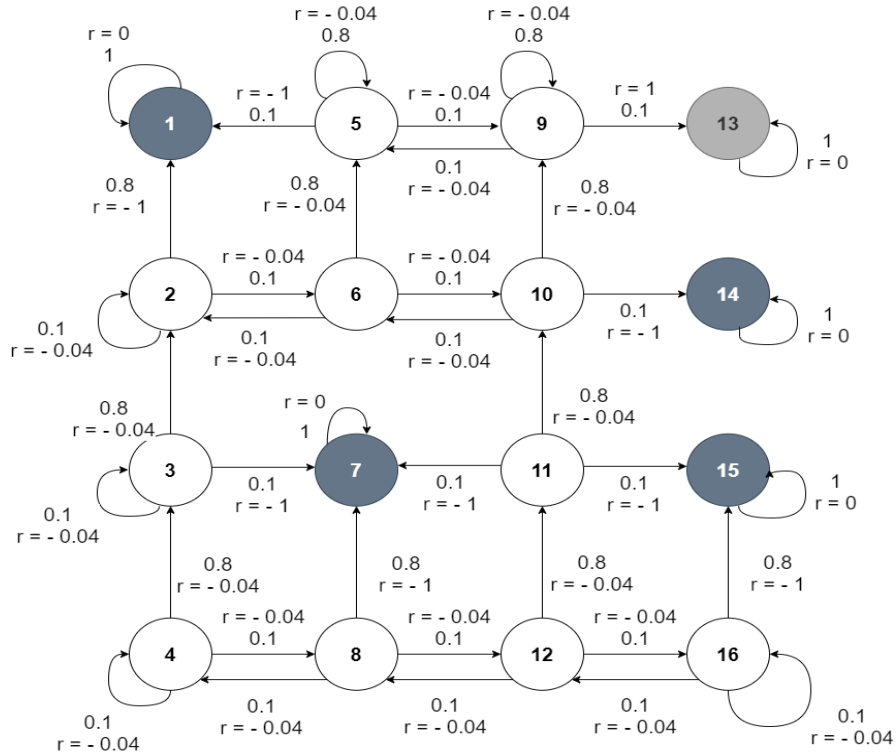 r = - 0.04
0.8
r = - 0.04
0.8
r = 0
1
1
r = - 1
0.1
5
r = - 0.04
0.1
9
r = 1
0.1
13
1
r = 0
0.1
r = - 0.04
0.8
r = - 1
0.8
r = - 0.04
0.8
r = - 0.04
2
r = - 0.04
0.1
6
r = - 0.04
0.1
10
14
0.1
r = - 0.04
0.1
r = - 0.04
0.1
r = - 0.04
0.1
r = - 1
1
r = 0
0.8
r = - 0.04
r = 0
1
0.8
r = - 0.04
3
7
11
15
0.1
r = - 0.04
0.1
r = - 1
0.1
r = - 1
0.1
r = - 1
1
r = 0
0.8
r = - 0.04
0.8
r = - 1
0.8
r = - 0.04
0.8
r = - 1
4
r = - 0.04
0.1
8
r = - 0.04
0.1
12
r = - 0.04
0.1
16
0.1
r = - 0.04
0.1
r = - 0.04
0.1
r = - 0.04
0.1
r = - 0.04
0.1
r = - 0.04